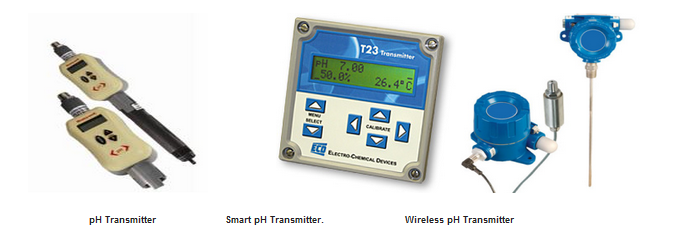 T23 Transmitter
pH 7.00
50.0% 26.4°C
MENU
SELECT
CALIBRATE
ECD ELECTRO-CHEMICAL DEVICES
pH Transmitter
Smart pH Transmitter.
Wireless pH Transmitter